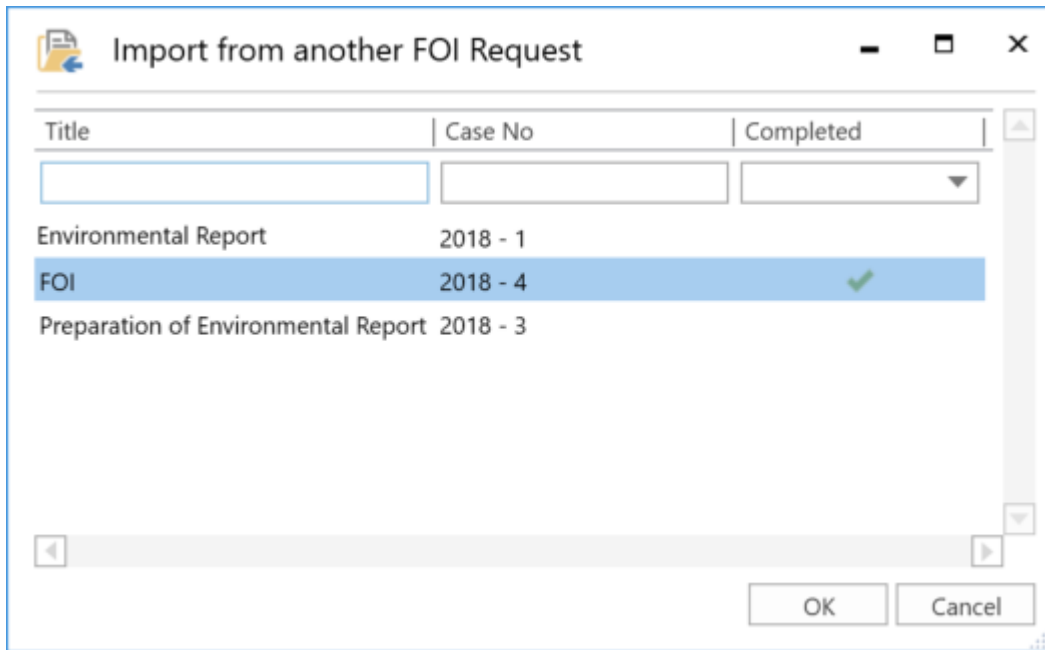 Import from another FOI Request
Title Case No Completed
Environmental Report 2018 - 1
FOI 2018 - 4
Preparation of Environmental Report 2018 - 3
OK Cancel